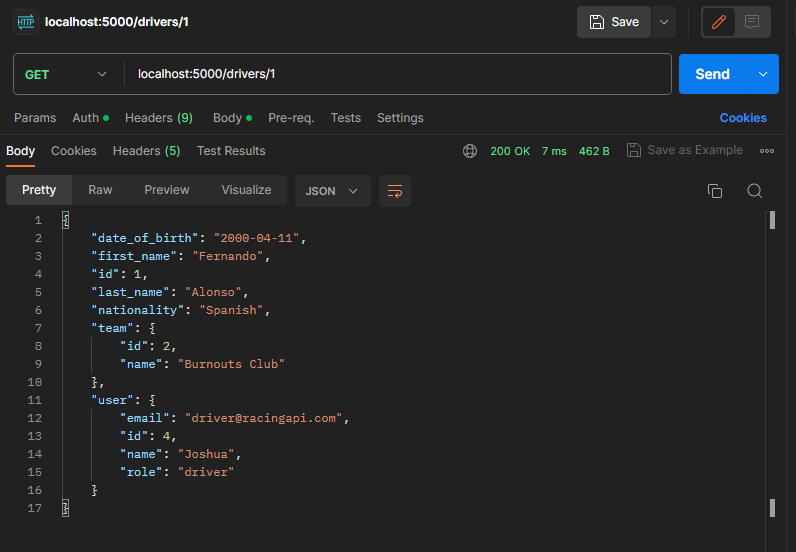 HTTP localhost:5000/drivers/1 Save
GET localhost:5000/drivers/1 Send
Params Auth Headers (9) Body Pre-req. Tests Settings Cookies
Body Cookies Headers (5) Test Results 200 OK 7 ms 462 B Save as Example
Pretty Raw Preview Visualize JSON
1 {
2 "date_of_birth": "2000-04-11",
3 "first_name": "Fernando",
4 "id": 1,
5 "last_name": "Alonso",
6 "nationality": "Spanish",
7 "team": {
8 "id": 2,
9 "name": "Burnouts Club"
10 },
11 "user": {
12 "email": "driver@racingapi.com",
13 "id": 4,
14 "name": "Joshua",
15 "role": "driver"
16 }
17 }